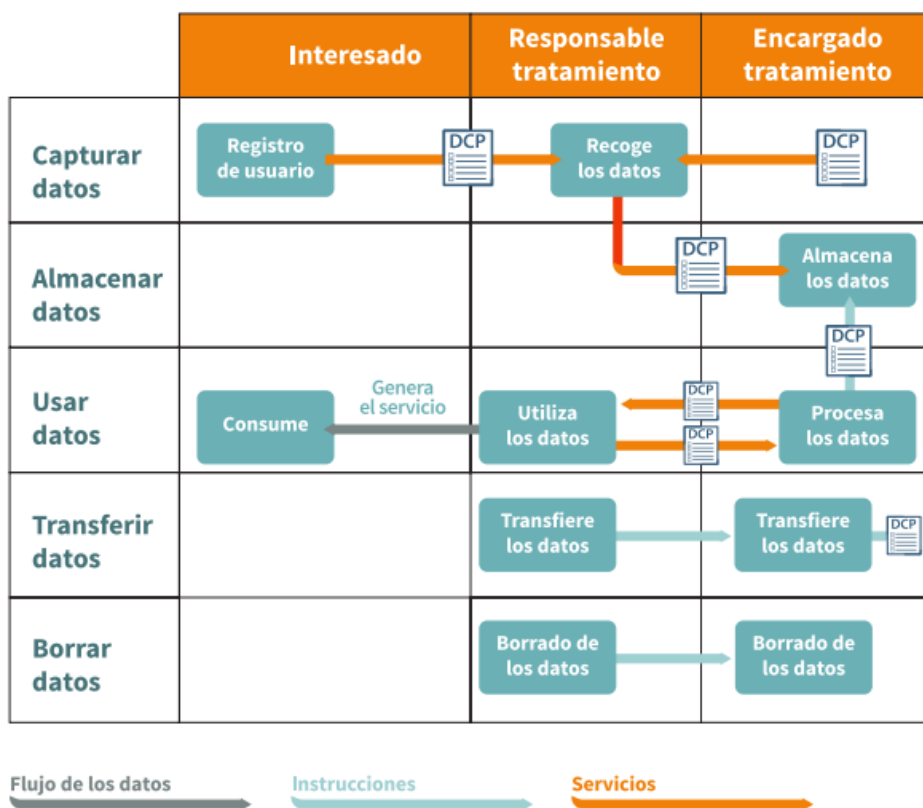 Interesado
Responsable
tratamiento
Encargado
tratamiento
Capturar
datos
Registro
de usuario
DCP
Recoge
los datos
DCP
Almacenar
datos
DCP
Almacena
los datos
DCP
Usar
datos
Consume
Genera
el servicio
Utiliza
los datos
DCP
DCP
Procesa
los datos
Transferir
datos
Transfiere
los datos
Transfiere
los datos
DCP
Borrar
datos
Borrado de
los datos
Borrado de
los datos
Flujo de los datos
Instrucciones
Servicios